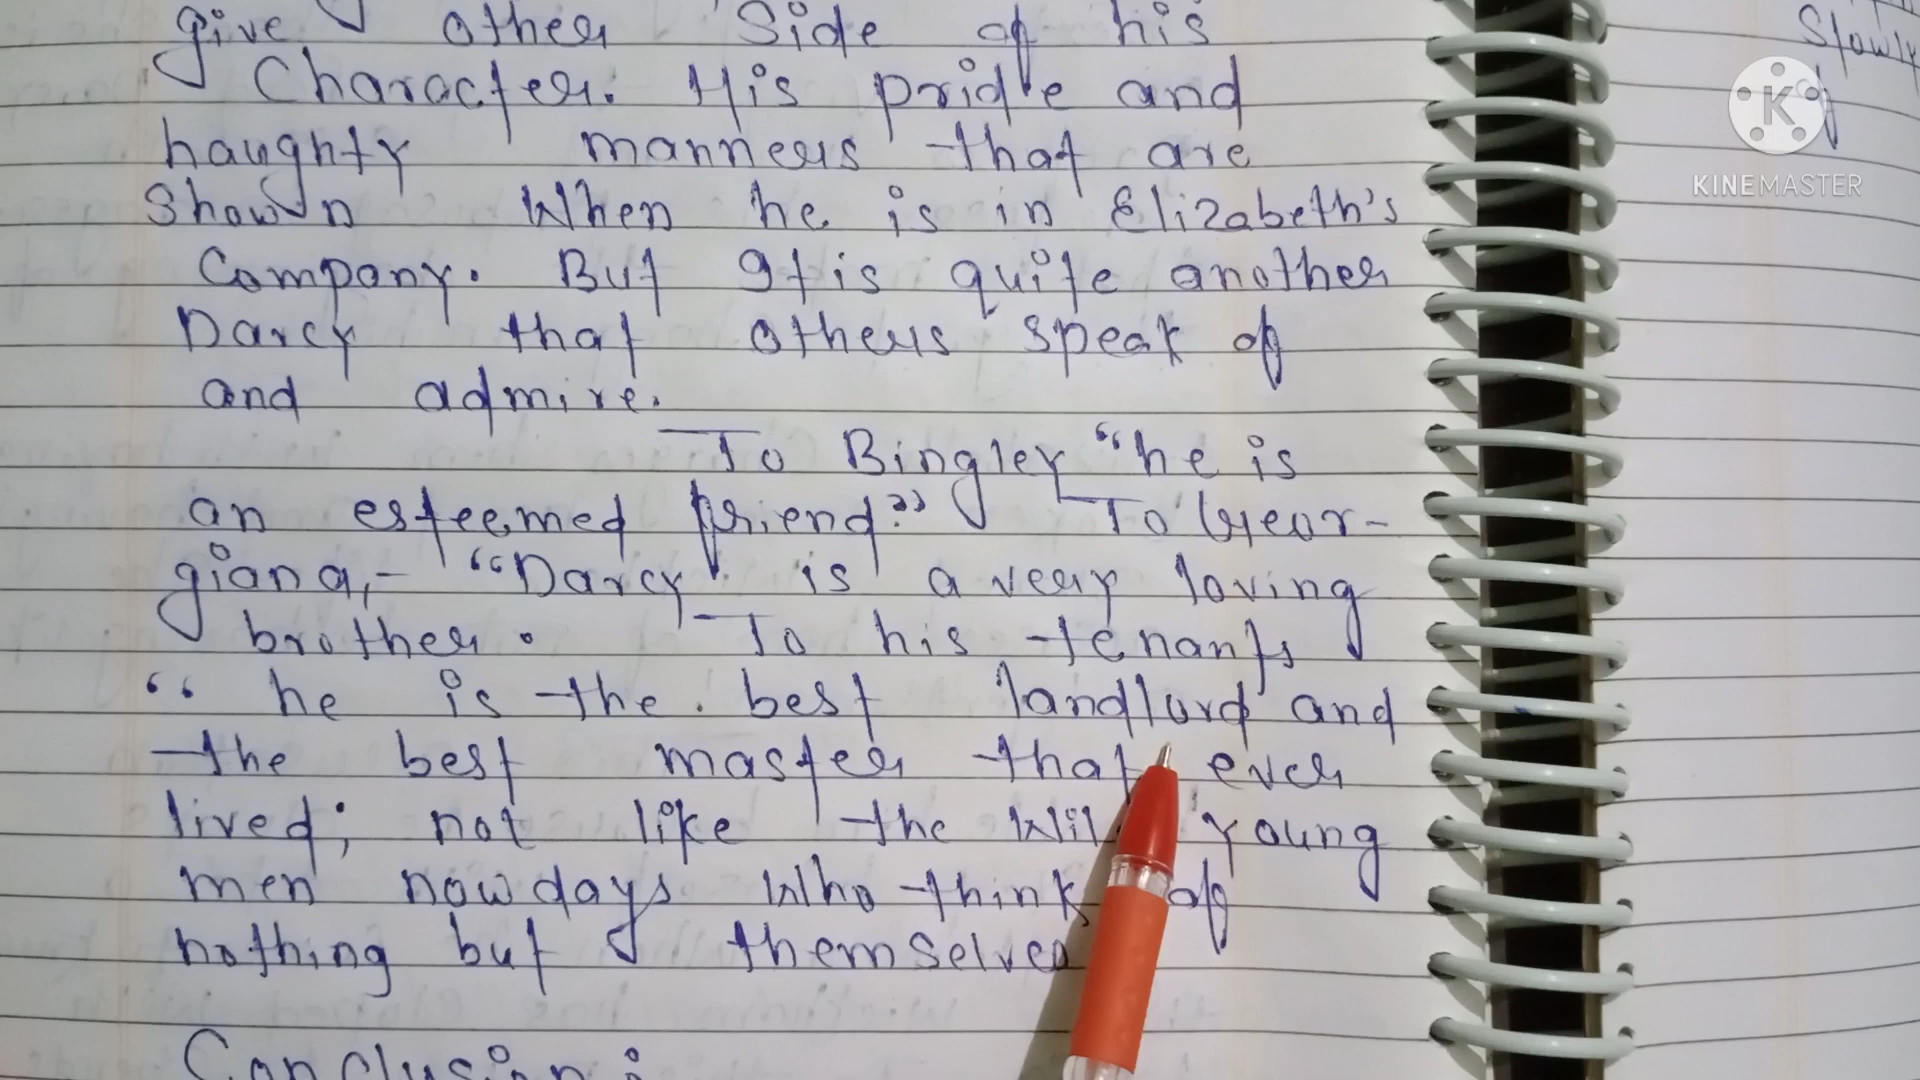 give other side of his
Character. His pride and
haughty manners that are
Shown When he is in Elizabeth's
Company. But It is quite another
Darcy that others speak of
and admire.
To Bingley "he is
an esteemed friend." To Geor-
giana,- "Darcy is a very loving
brother. To his tenants
" he is the best landlord and
the best master that ever
lived; not like the young
men nowdays Who think of
nothing but themselves
Conclusion:
Slowly
of
K
KINEMASTER